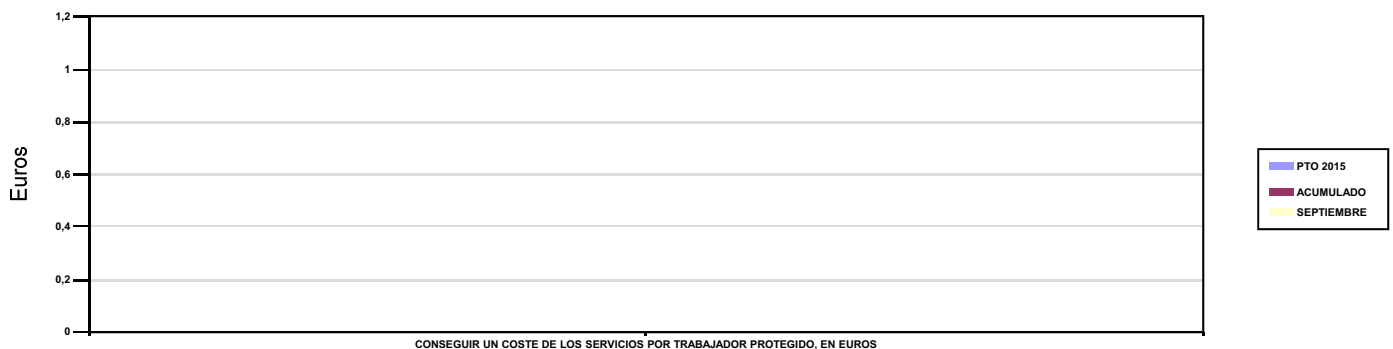 1,2
1
0,8
0,6
0,4
0,2
0
Euros
CONSEGUIR UN COSTE DE LOS SERVICIOS POR TRABAJADOR PROTEGIDO, EN EUROS
PTO 2015
ACUMULADO
SEPTIEMBRE